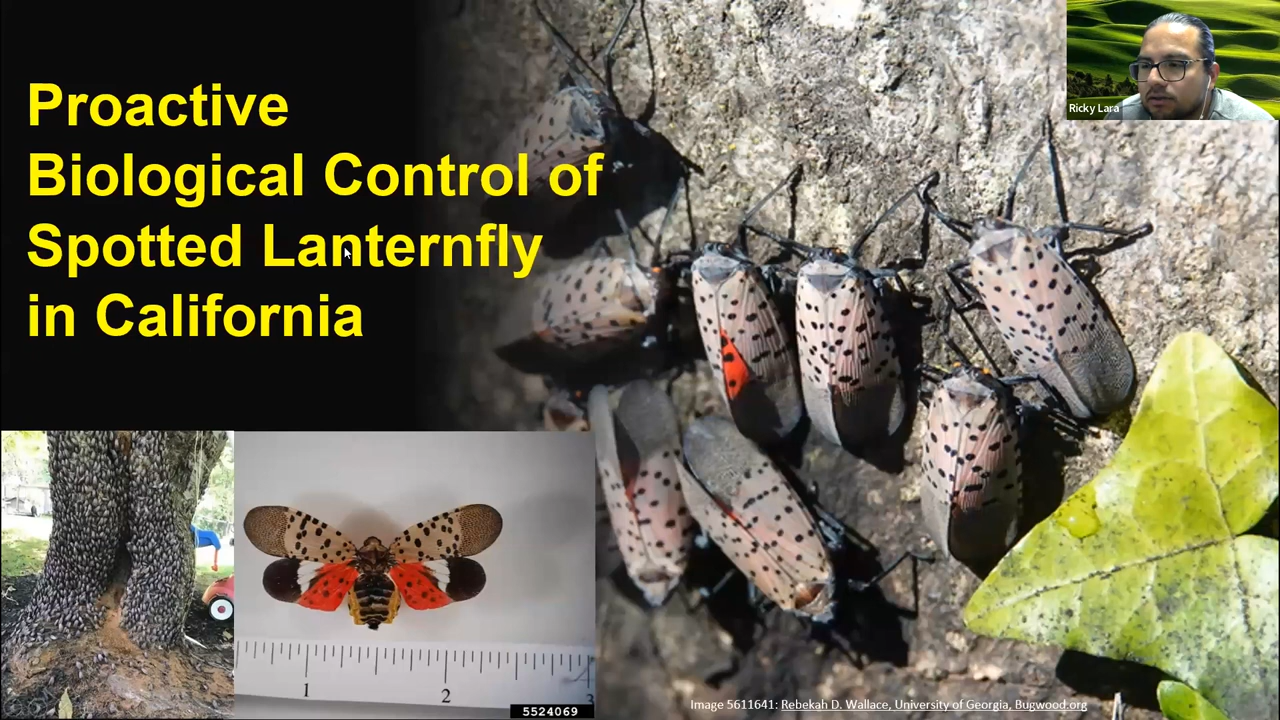 Proactive
Biological Control of
Spotted Lanternfly
in California
Ricky Lara
1 2 3
5524069
Image 5611641: Rebekah D. Wallace, University of Georgia, Bugwood.org